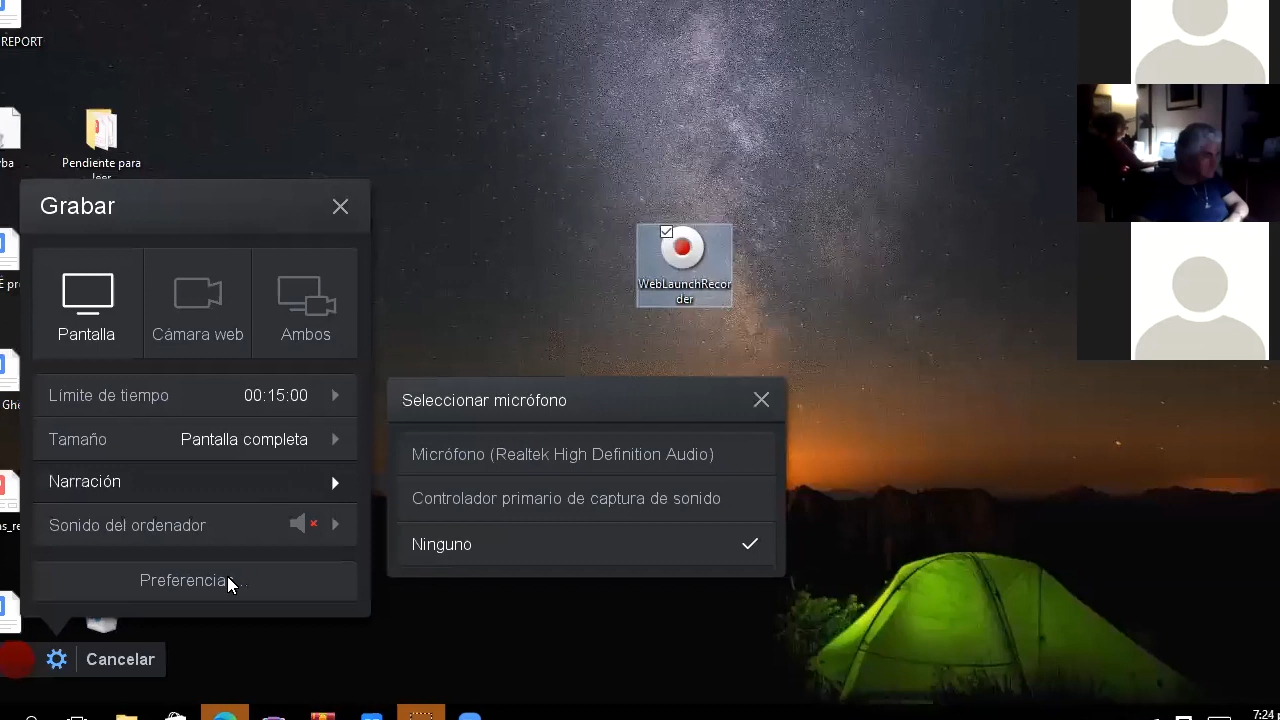 REPORT
Pendiente para
leer
Grabar
Pantalla
Cámara web
Ambos
Límite de tiempo 00:15:00
Tamaño Pantalla completa
Narración
Sonido del ordenador
Cancelar
WebLaunchRecor
der
Seleccionar micrófono
Micrófono (Realtek High Definition Audio)
Controlador primario de captura de sonido
Ninguno
7:24